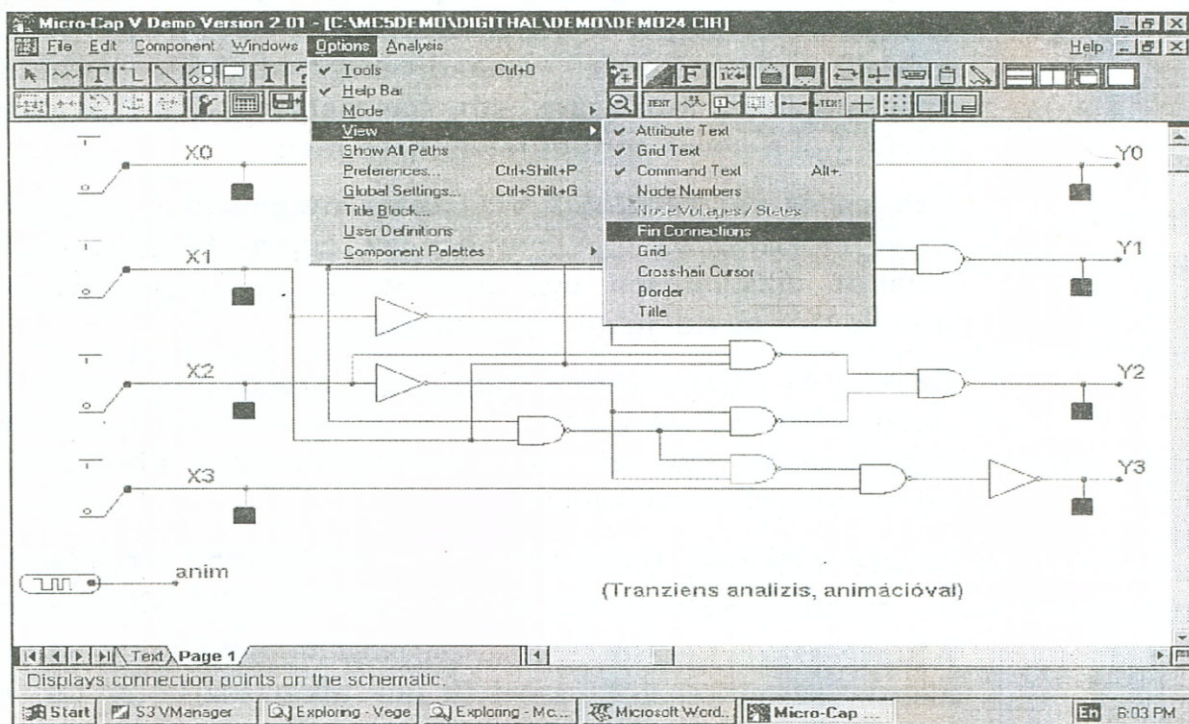 Micro-Cap V Demo Version 2.01 - [C:\MC5DEMO\DIGITHAL\DEMO\DEMO24.CIR]
File Edit Component Windows Options Analysis Help
Tools Ctrl+0
Help Bar
Mode
View
Show All Paths
Preferences... Ctrl+Shift+P
Global Settings... Ctrl+Shift+G
Title Block...
User Definitions
Component Palettes
Attribute Text
Grid Text
Command Text Alt+.
Node Numbers
Node Voltages / States
Pin Connections
Grid
Cross-hair Cursor
Border
Title
TEXT
TEXT
X0
Y0
X1
Y1
X2
Y2
X3
Y3
anim
(Tranziens analizis, animációval)
Text Page 1
Displays connection points on the schematic.
Start S3 VManager Exploring - Vege Exploring - Mc... Microsoft Word... Micro-Cap ... En 6:03 PM